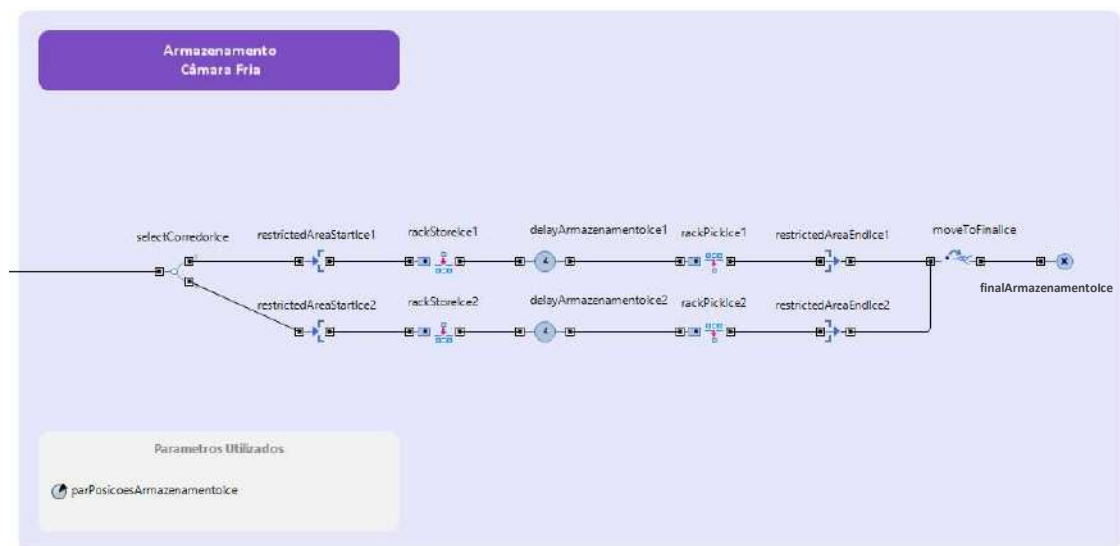 Armazenamento
Câmara Fria
selectCorredorIce
restrictedAreaStartIce1
rackStoreIce1
delayArmazenamentoIce1
rackPickIce1
restrictedAreaEndIce1
moveToFinalIce
finalArmazenamentoIce
restrictedAreaStartIce2
rackStoreIce2
delayArmazenamentoIce2
rackPickIce2
restrictedAreaEndIce2
Parametros Utilizados
parPosicoesArmazenamentoIce